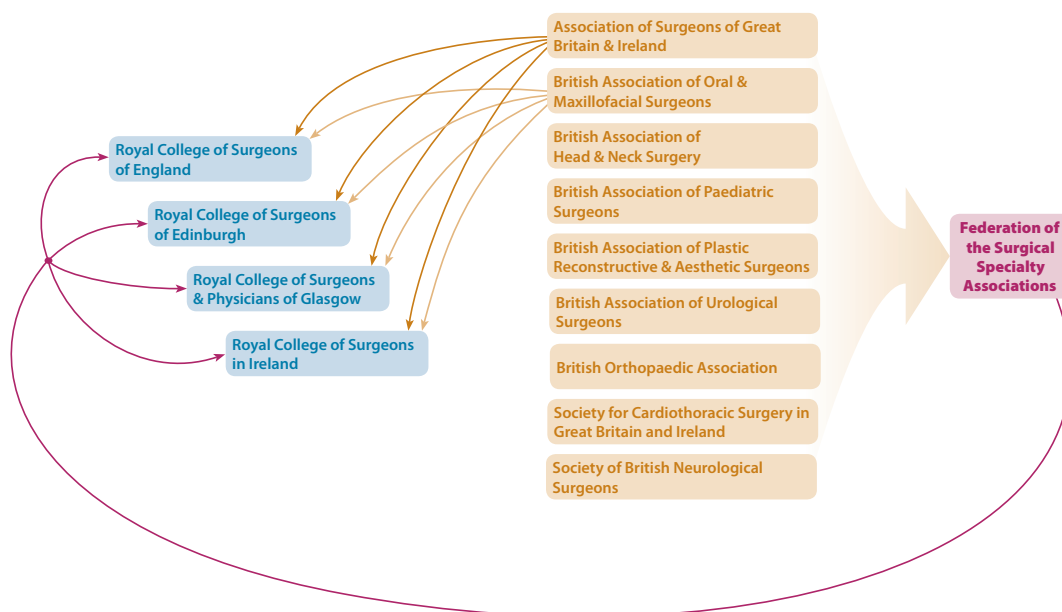 Association of Surgeons of Great
Britain & Ireland
British Association of Oral &
Maxillofacial Surgeons
British Association of
Head & Neck Surgery
British Association of Paediatric
Surgeons
British Association of Plastic
Reconstructive & Aesthetic Surgeons
British Association of Urological
Surgeons
British Orthopaedic Association
Society for Cardiothoracic Surgery in
Great Britain and Ireland
Society of British Neurological
Surgeons
Royal College of Surgeons
of England
Royal College of Surgeons
of Edinburgh
Royal College of Surgeons
& Physicians of Glasgow
Royal College of Surgeons
in Ireland
Federation of
the Surgical
Specialty
Associations